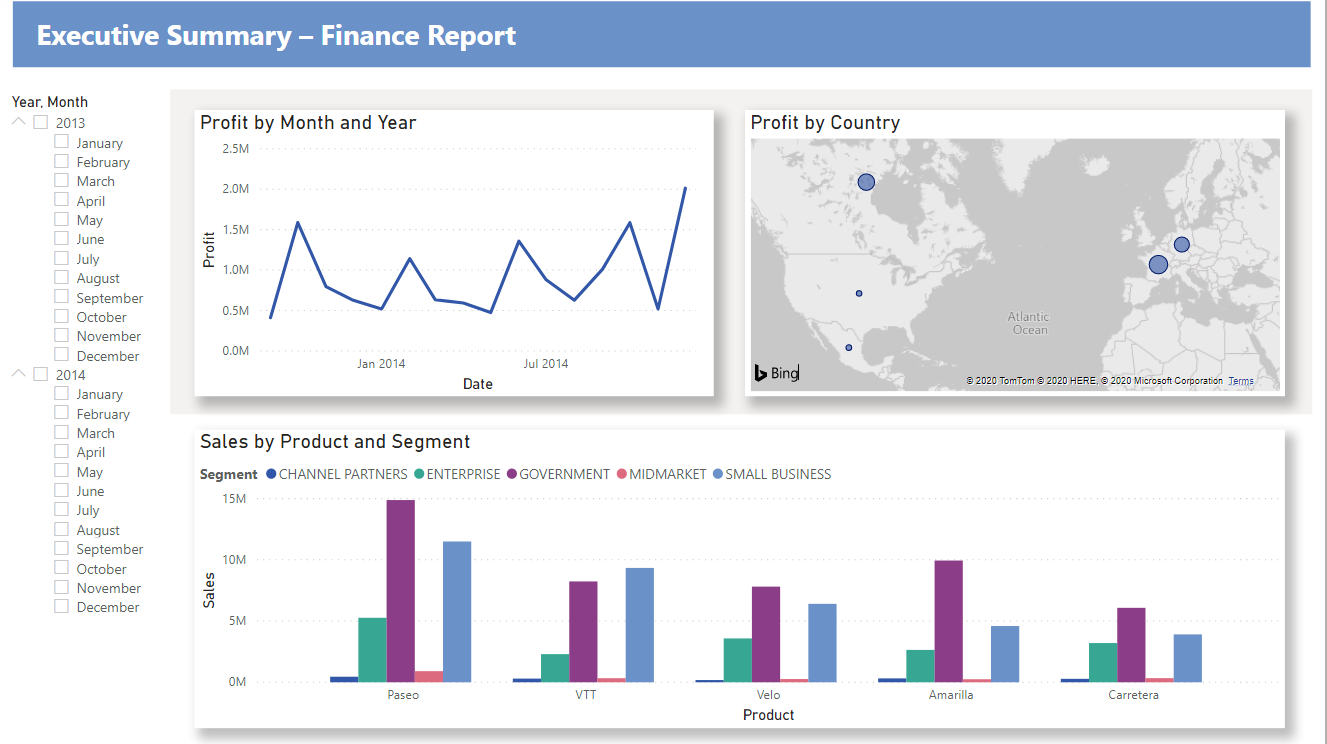 Executive Summary – Finance Report
Year, Month
2013
January
February
March
April
May
June
July
August
September
October
November
December
2014
January
February
March
April
May
June
July
August
September
October
November
December
Profit by Month and Year
2.5M
2.0M
1.5M
1.0M
0.5M
0.0M
Profit
Jan 2014 Jul 2014
Date
Profit by Country
Atlantic
Ocean
Bing
© 2020 TomTom © 2020 HERE, © 2020 Microsoft Corporation Terms
Sales by Product and Segment
Segment CHANNEL PARTNERS ENTERPRISE GOVERNMENT MIDMARKET SMALL BUSINESS
15M
10M
5M
0M
Sales
Paseo VTT Velo Amarilla Carretera
Product